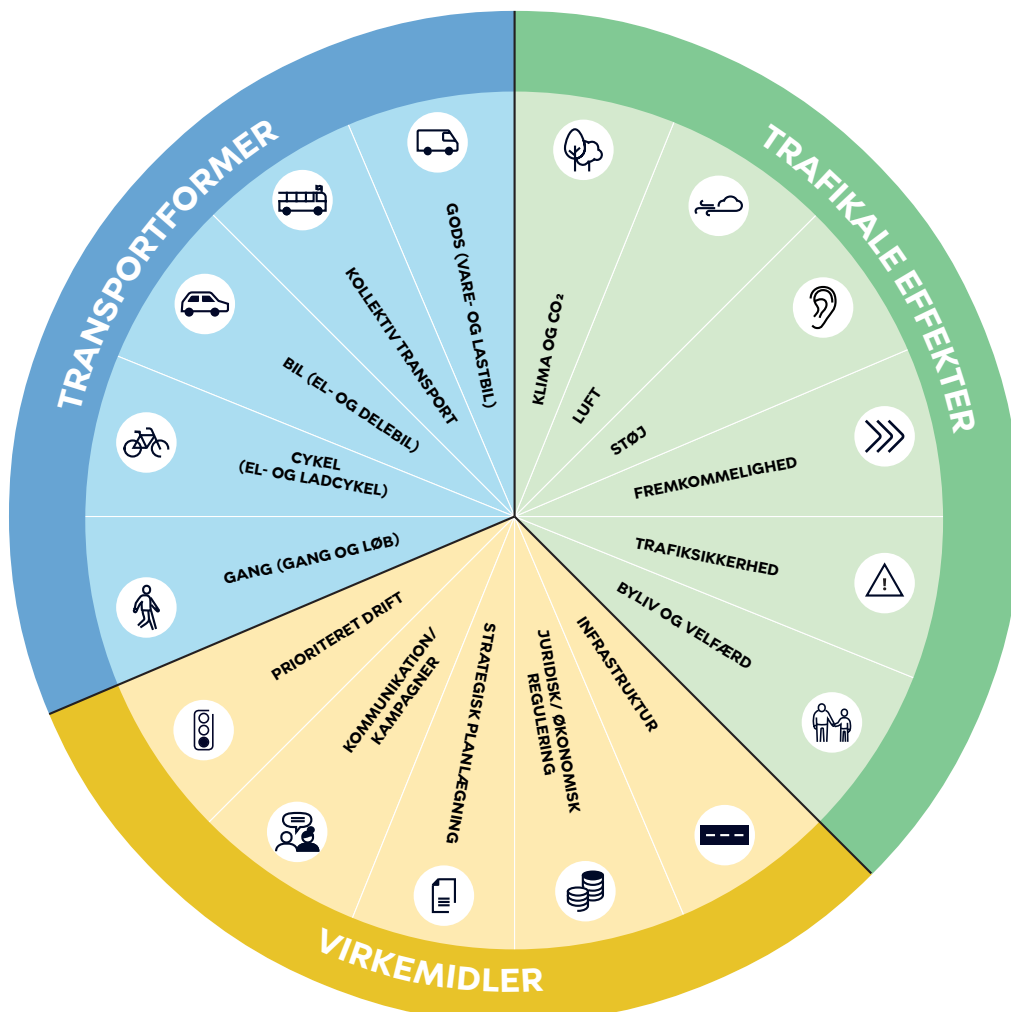 TRANSPORTFORMER
GODS (VARE- OG LASTBIL)
KOLLEKTIV TRANSPORT
BIL (EL- OG DELEBIL)
CYKEL
(EL- OG LADCYKEL)
GANG (GANG OG LØB)
TRAFIKALE EFFEKTER
KLIMA OG CO₂
LUFT
STØJ
FREMKOMMELIGHED
TRAFIKSIKKERHED
!
BYLIV OG VELFÆRD
VIRKEMIDLER
INFRASTRUKTUR
JURIDISK/ ØKONOMISK
REGULERING
STRATEGISK PLANLÆGNING
KOMMUNIKATION/
KAMPAGNER
PRIORITERET DRIFT